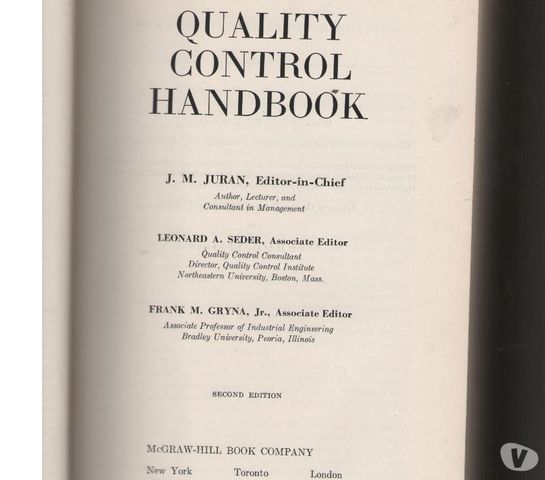 QUALITY
CONTROL
HANDBOOK
J. M. JURAN, Editor-in-Chief
Author, Lecturer, and
Consultant in Management
LEONARD A. SEDER, Associate Editor
Quality Control Consultant
Director, Quality Control Institute
Northeastern University, Boston, Mass.
FRANK M. GRYNA, Jr., Associate Editor
Associate Professor of Industrial Engineering
Bradley University, Peoria, Illinois
SECOND EDITION
McGRAW-HILL BOOK COMPANY
New York Toronto London
V